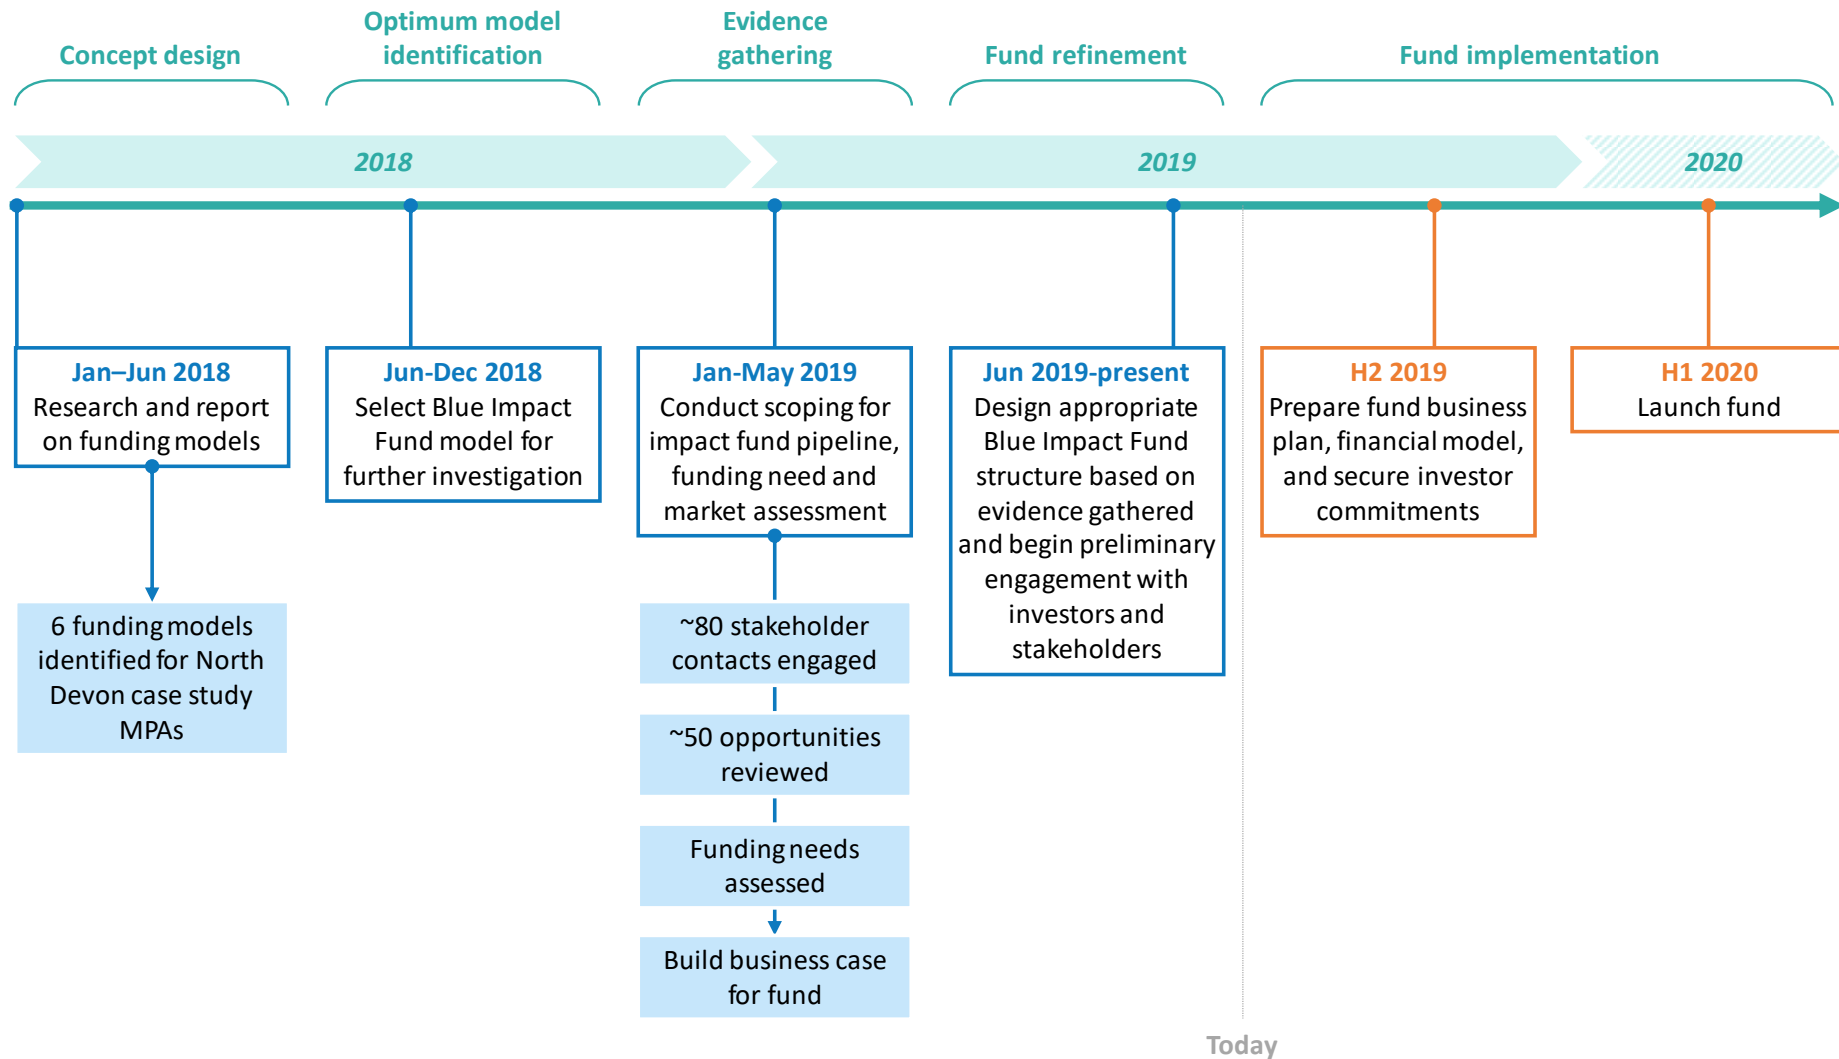 Concept design
Optimum model
identification
Evidence
gathering
Fund refinement
Fund implementation
2018
2019
2020
Jan–Jun 2018
Research and report
on funding models
6 funding models
identified for North
Devon case study
MPAs
Jun-Dec 2018
Select Blue Impact
Fund model for
further investigation
Jan-May 2019
Conduct scoping for
impact fund pipeline,
funding need and
market assessment
~80 stakeholder
contacts engaged
~50 opportunities
reviewed
Funding needs
assessed
Build business case
for fund
Jun 2019-present
Design appropriate
Blue Impact Fund
structure based on
evidence gathered
and begin preliminary
engagement with
investors and
stakeholders
H2 2019
Prepare fund business
plan, financial model,
and secure investor
commitments
H1 2020
Launch fund
Today